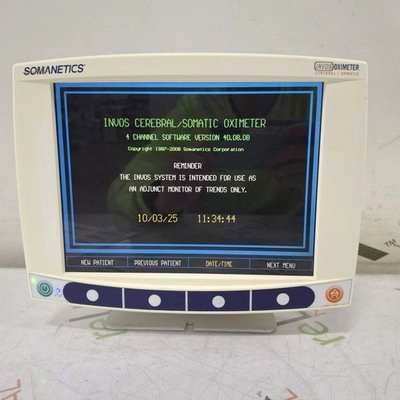 SOMANETICS
INVOS OXIMETER
CEREBRAL / SOMATIC
INVOS CEREBRAL/SOMATIC OXIMETER
4 CHANNEL SOFTWARE VERSION 40.08.08
Copyright 1997-2008 Somanetics Corporation
REMINDER
THE INVOS SYSTEM IS INTENDED FOR USE AS
AN ADJUNCT MONITOR OF TRENDS ONLY.
10/03/25 11:34:44
NEW PATIENT PREVIOUS PATIENT DATE/TIME NEXT MENU